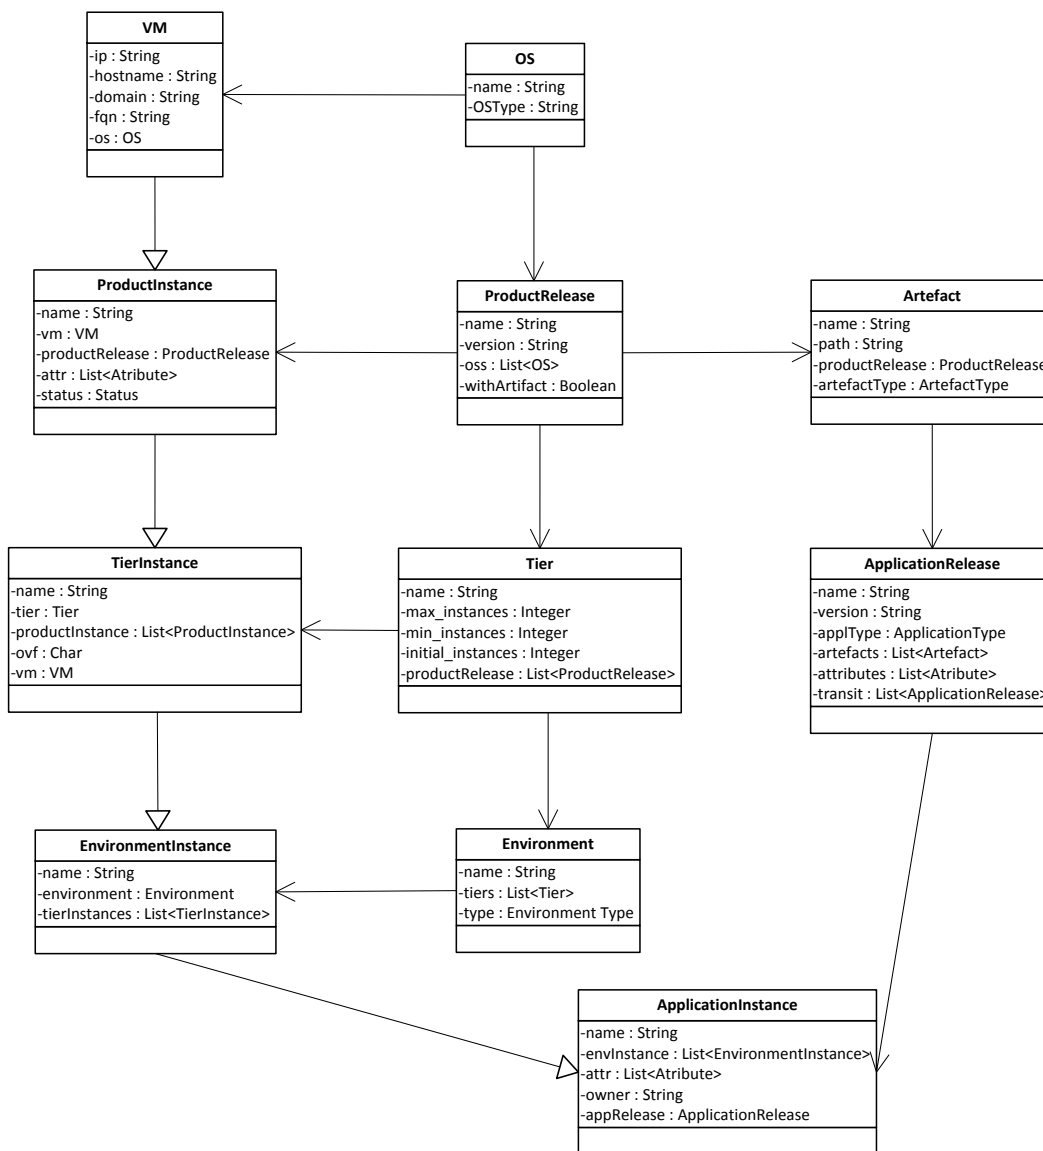 VM
-ip : String
-hostname : String
-domain : String
-fqn : String
-os : OS
OS
-name : String
-OSType : String
ProductInstance
-name : String
-vm : VM
-productRelease : ProductRelease
-attr : List<Atribute>
-status : Status
ProductRelease
-name : String
-version : String
-oss : List<OS>
-withArtifact : Boolean
Artefact
-name : String
-path : String
-productRelease : ProductRelease
-artefactType : ArtefactType
TierInstance
-name : String
-tier : Tier
-productInstance : List<ProductInstance>
-ovf : Char
-vm : VM
Tier
-name : String
-max_instances : Integer
-min_instances : Integer
-initial_instances : Integer
-productRelease : List<ProductRelease>
ApplicationRelease
-name : String
-version : String
-applType : ApplicationType
-artefacts : List<Artefact>
-attributes : List<Atribute>
-transit : List<ApplicationRelease>
EnvironmentInstance
-name : String
-environment : Environment
-tierInstances : List<TierInstance>
Environment
-name : String
-tiers : List<Tier>
-type : Environment Type
ApplicationInstance
-name : String
-envInstance : List<EnvironmentInstance>
-attr : List<Atribute>
-owner : String
-appRelease : ApplicationRelease